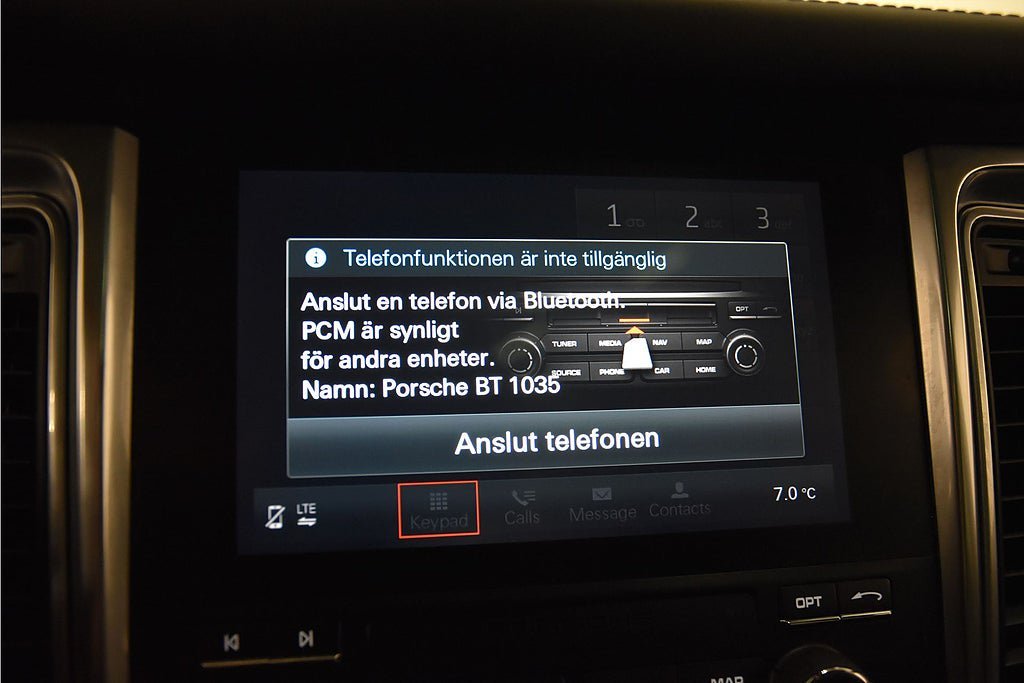 1 2 abc 3 def
Telefonfunktionen är inte tillgänglig
Anslut en telefon via Bluetooth.
PCM är synligt
för andra enheter.
Namn: Porsche BT 1035
OPT
TUNER MEDIA NAV MAP
SOURCE PHONE CAR HOME
Anslut telefonen
LTE Keypad Calls Message Contacts 7.0 °C
OPT
MAP